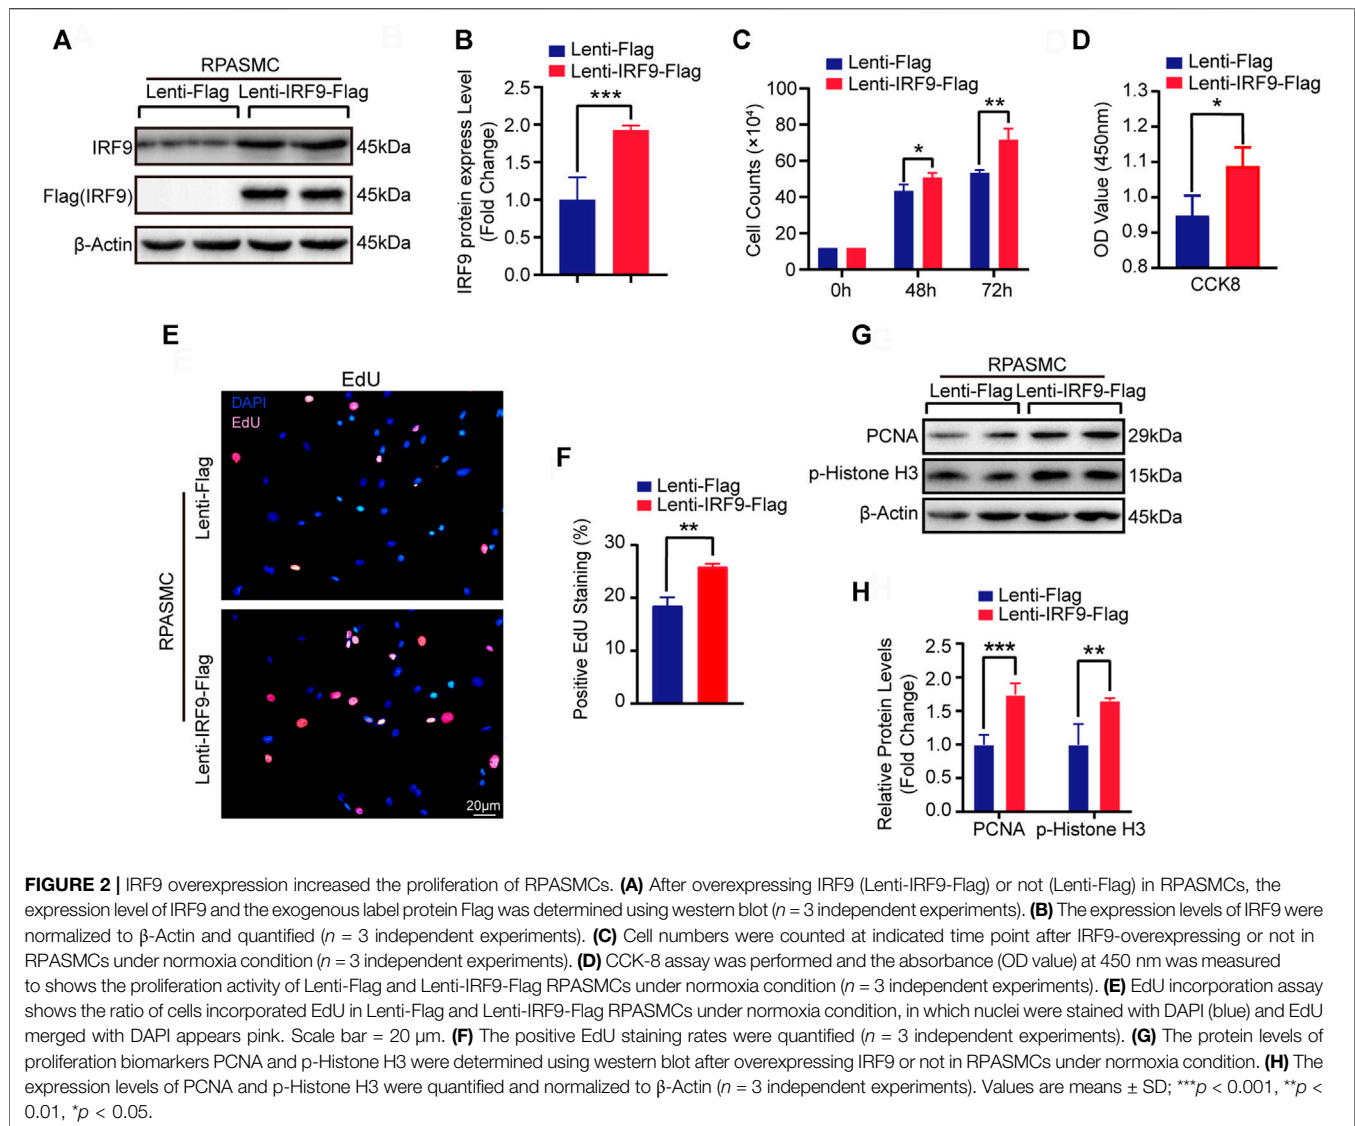 A
RPASMC
Lenti-Flag Lenti-IRF9-Flag
IRF9 45kDa
Flag(IRF9) 45kDa
β-Actin 45kDa
B
Lenti-Flag
Lenti-IRF9-Flag
IRF9 protein express Level
(Fold Change)
2.5
2.0
1.5
1.0
0.5
0.0
***
C
Lenti-Flag
Lenti-IRF9-Flag
Cell Counts (×10⁴)
100
80
60
40
20
0
*
**
0h 48h 72h
D
Lenti-Flag
Lenti-IRF9-Flag
OD Value (450nm)
1.3
1.2
1.1
1.0
0.9
0.8
*
CCK8
E
EdU
DAPI
EdU
RPASMC
Lenti-Flag
Lenti-IRF9-Flag
20μm
F
Lenti-Flag
Lenti-IRF9-Flag
Positive EdU Staining (%)
30
20
10
0
**
G
RPASMC
Lenti-Flag Lenti-IRF9-Flag
PCNA 29kDa
p-Histone H3 15kDa
β-Actin 45kDa
H
Lenti-Flag
Lenti-IRF9-Flag
Relative Protein Levels
(Fold Change)
2.5
2.0
1.5
1.0
0.5
0.0
***
**
PCNA p-Histone H3
FIGURE 2 | IRF9 overexpression increased the proliferation of RPASMCs. (A) After overexpressing IRF9 (Lenti-IRF9-Flag) or not (Lenti-Flag) in RPASMCs, the
expression level of IRF9 and the exogenous label protein Flag was determined using western blot (n = 3 independent experiments). (B) The expression levels of IRF9 were
normalized to β-Actin and quantified (n = 3 independent experiments). (C) Cell numbers were counted at indicated time point after IRF9-overexpressing or not in
RPASMCs under normoxia condition (n = 3 independent experiments). (D) CCK-8 assay was performed and the absorbance (OD value) at 450 nm was measured
to shows the proliferation activity of Lenti-Flag and Lenti-IRF9-Flag RPASMCs under normoxia condition (n = 3 independent experiments). (E) EdU incorporation assay
shows the ratio of cells incorporated EdU in Lenti-Flag and Lenti-IRF9-Flag RPASMCs under normoxia condition, in which nuclei were stained with DAPI (blue) and EdU
merged with DAPI appears pink. Scale bar = 20 μm. (F) The positive EdU staining rates were quantified (n = 3 independent experiments). (G) The protein levels of
proliferation biomarkers PCNA and p-Histone H3 were determined using western blot after overexpressing IRF9 or not in RPASMCs under normoxia condition. (H) The
expression levels of PCNA and p-Histone H3 were quantified and normalized to β-Actin (n = 3 independent experiments). Values are means ± SD; ***p < 0.001, **p <
0.01, *p < 0.05.